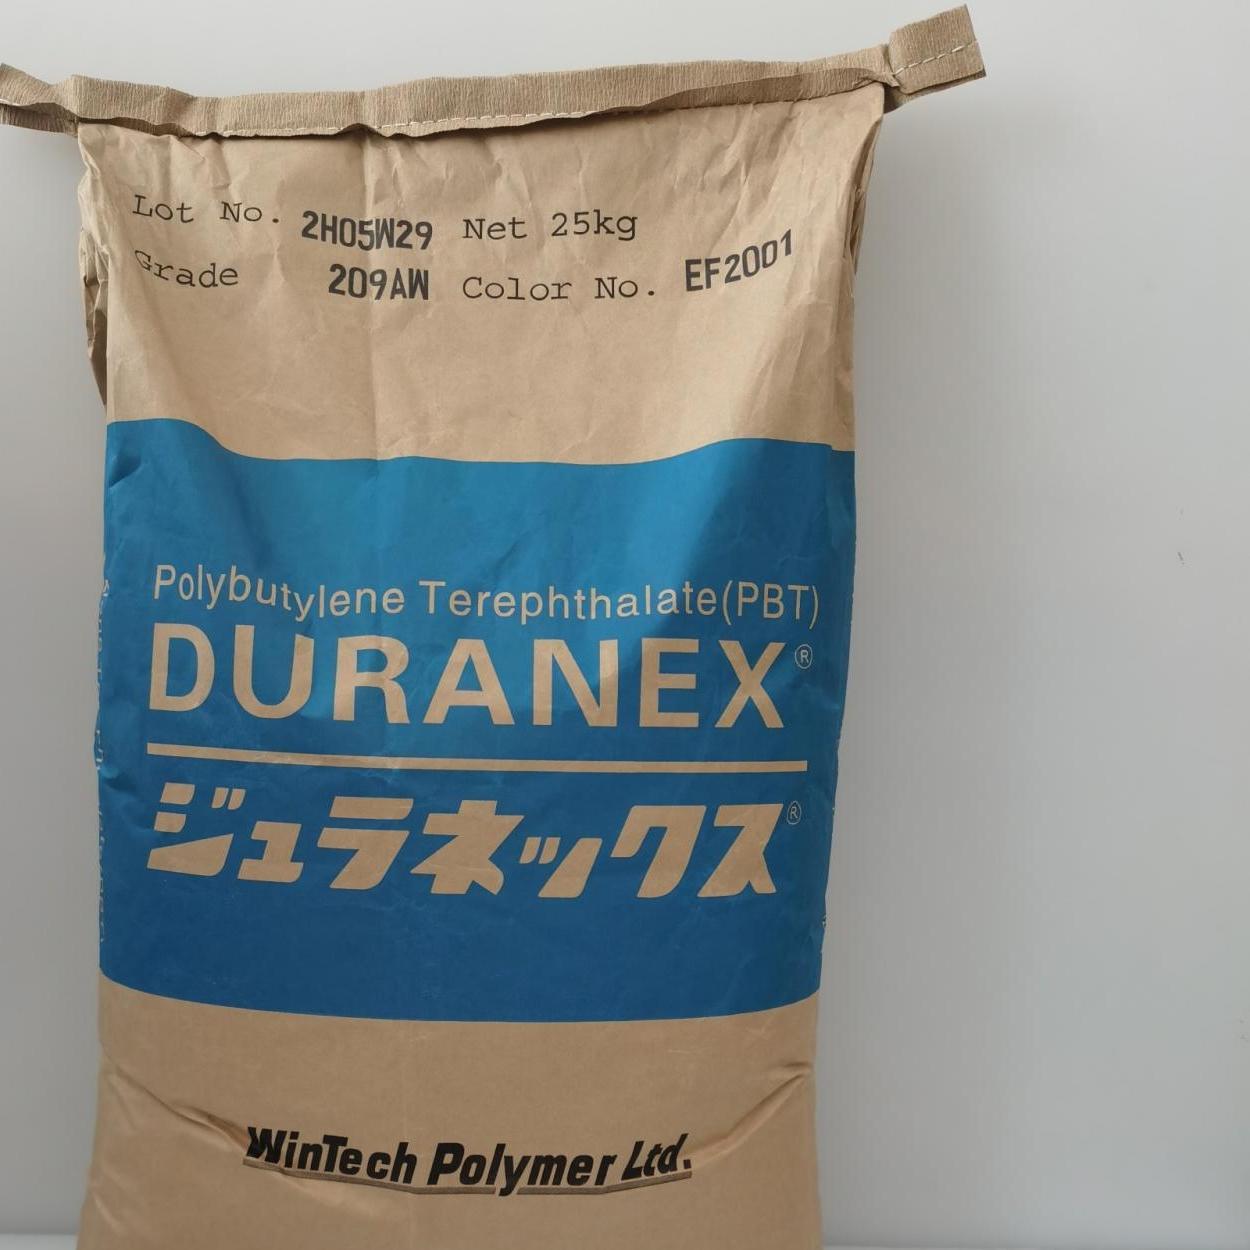 Lot No. 2H05W29 Net 25kg
Grade 209AW Color No. EF2001
Polybutylene Terephthalate(PBT)
DURANEX®
ジュラネックス®
WinTech Polymer Ltd.